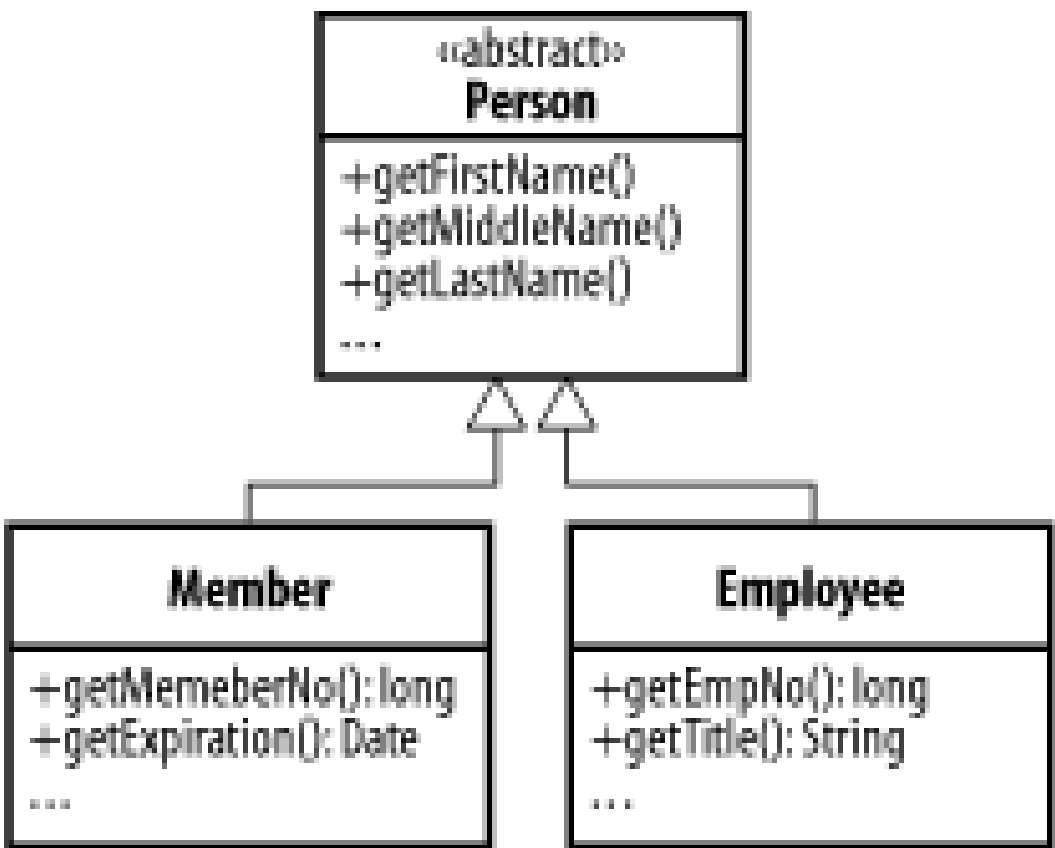 «abstract»
Person
+getFirstName()
+getMiddleName()
+getLastName()
...
Member
+getMemeberNo(): long
+getExpiration(): Date
...
Employee
+getEmpNo(): long
+getTitle(): String
...